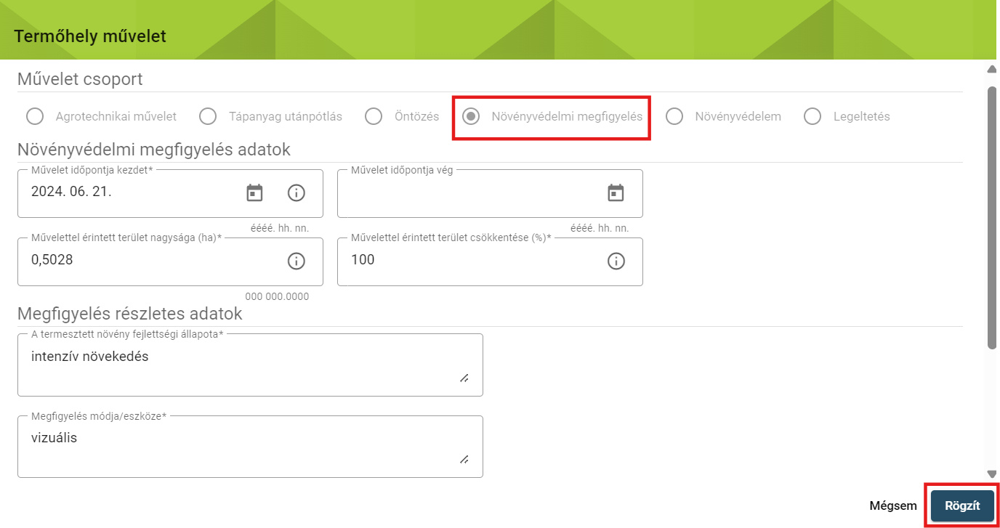 Termőhely művelet
Művelet csoport
Agrotechnikai művelet Tápanyag utánpótlás Öntözés Növényvédelmi megfigyelés Növényvédelem Legeltetés
Növényvédelmi megfigyelés adatok
Művelet időpontja kezdet* Művelet időpontja vég
2024. 06. 21.
éééé. hh. nn. éééé. hh. nn.
Művelettel érintett terület nagysága (ha)* Művelettel érintett terület csökkentése (%)*
0,5028 100
000 000.0000
Megfigyelés részletes adatok
A termesztett növény fejlettségi állapota*
intenzív növekedés
Megfigyelés módja/eszköze*
vizuális
Mégsem Rögzít